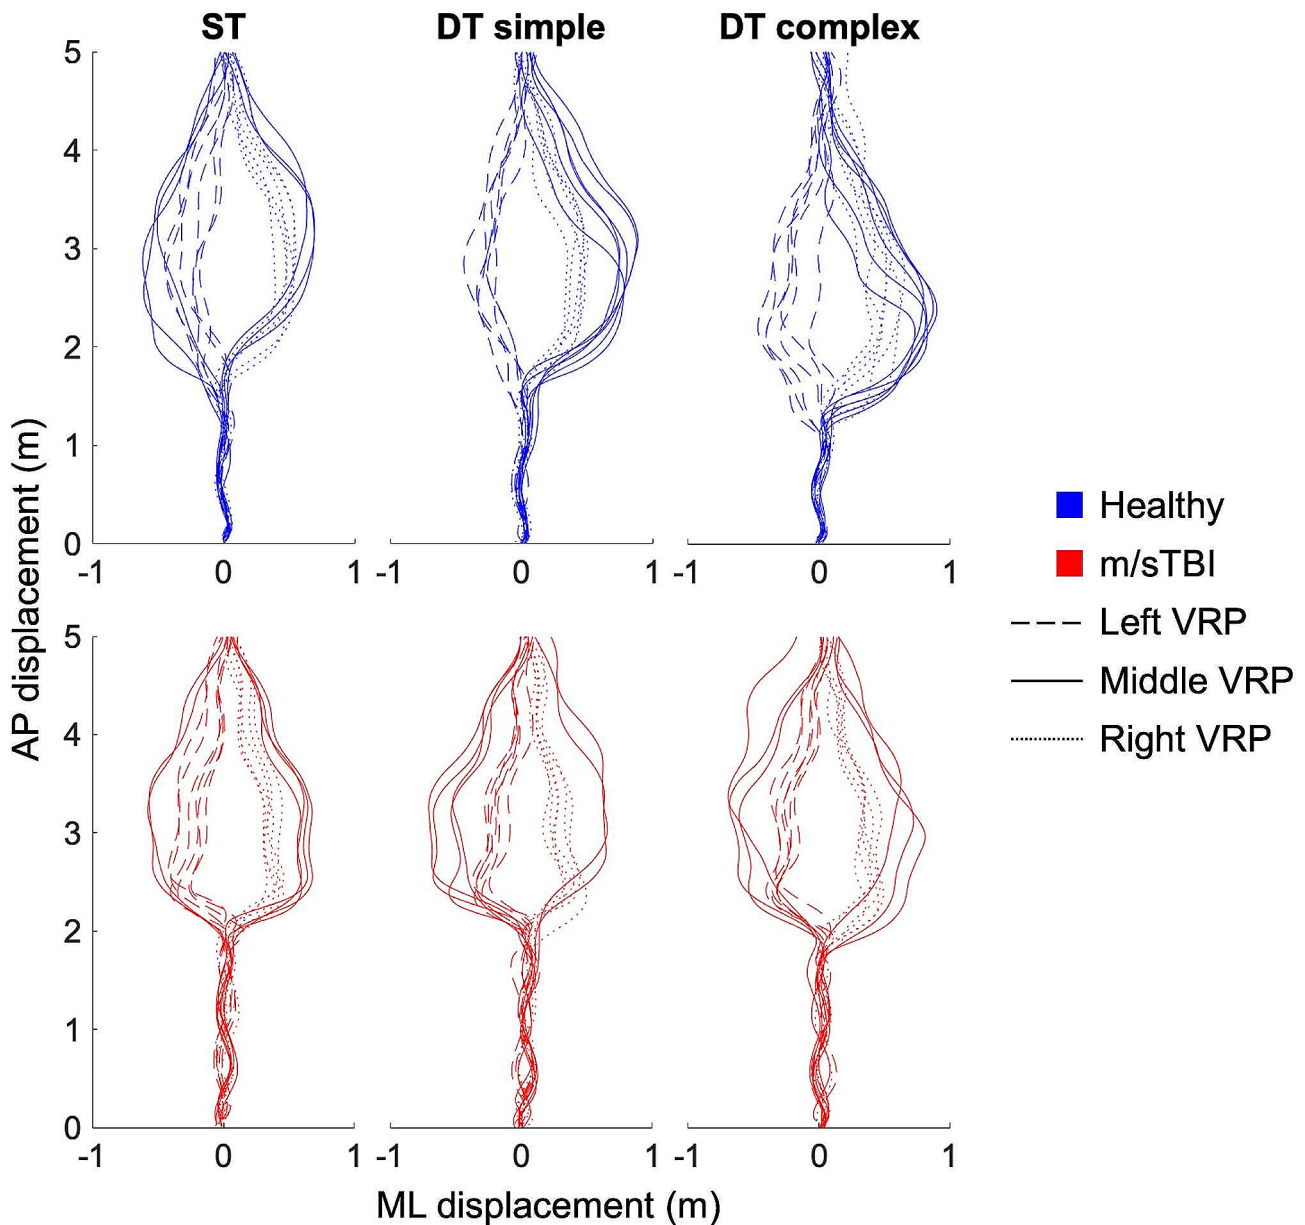 ST
DT simple
DT complex
5
4
3
2
1
0
-1 0 1
-1 0 1
-1 0 1
AP displacement (m)
5
4
3
2
1
0
-1 0 1
-1 0 1
-1 0 1
ML displacement (m)
Healthy
m/sTBI
Left VRP
Middle VRP
Right VRP